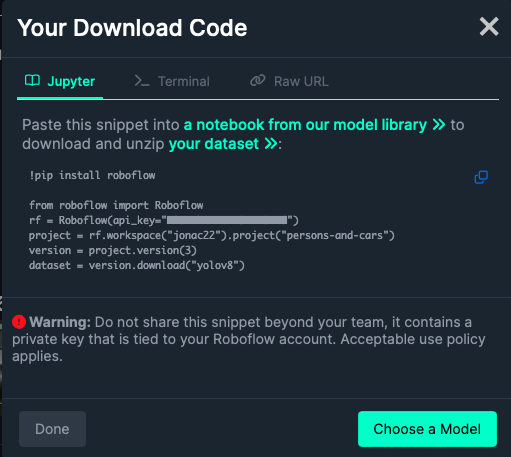 Your Download Code
Jupyter
Terminal
Raw URL
Paste this snippet into a notebook from our model library to
download and unzip your dataset :
!pip install roboflow
from roboflow import Roboflow
rf = Roboflow(api_key="")
project = rf.workspace("jonac22").project("persons-and-cars")
version = project.version(3)
dataset = version.download("yolov8")
Warning: Do not share this snippet beyond your team, it contains a
private key that is tied to your Roboflow account. Acceptable use policy
applies.
Done
Choose a Model